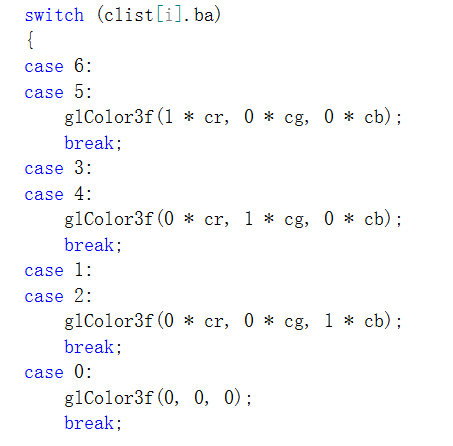 switch (clist[i].ba)
{
case 6:
case 5:
glColor3f(1 * cr, 0 * cg, 0 * cb);
break;
case 3:
case 4:
glColor3f(0 * cr, 1 * cg, 0 * cb);
break;
case 1:
case 2:
glColor3f(0 * cr, 0 * cg, 1 * cb);
break;
case 0:
glColor3f(0, 0, 0);
break;